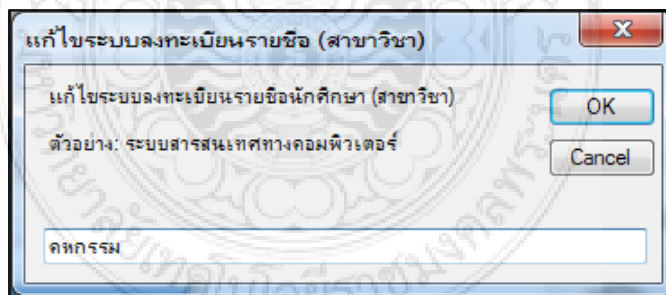 แก้ไขระบบลงทะเบียนรายชื่อ (สาขาวิชา)
แก้ไขระบบลงทะเบียนรายชื่อนักศึกษา (สาขาวิชา)
OK
ตัวอย่าง: ระบบสารสนเทศทางคอมพิวเตอร์
Cancel
คหกรรม